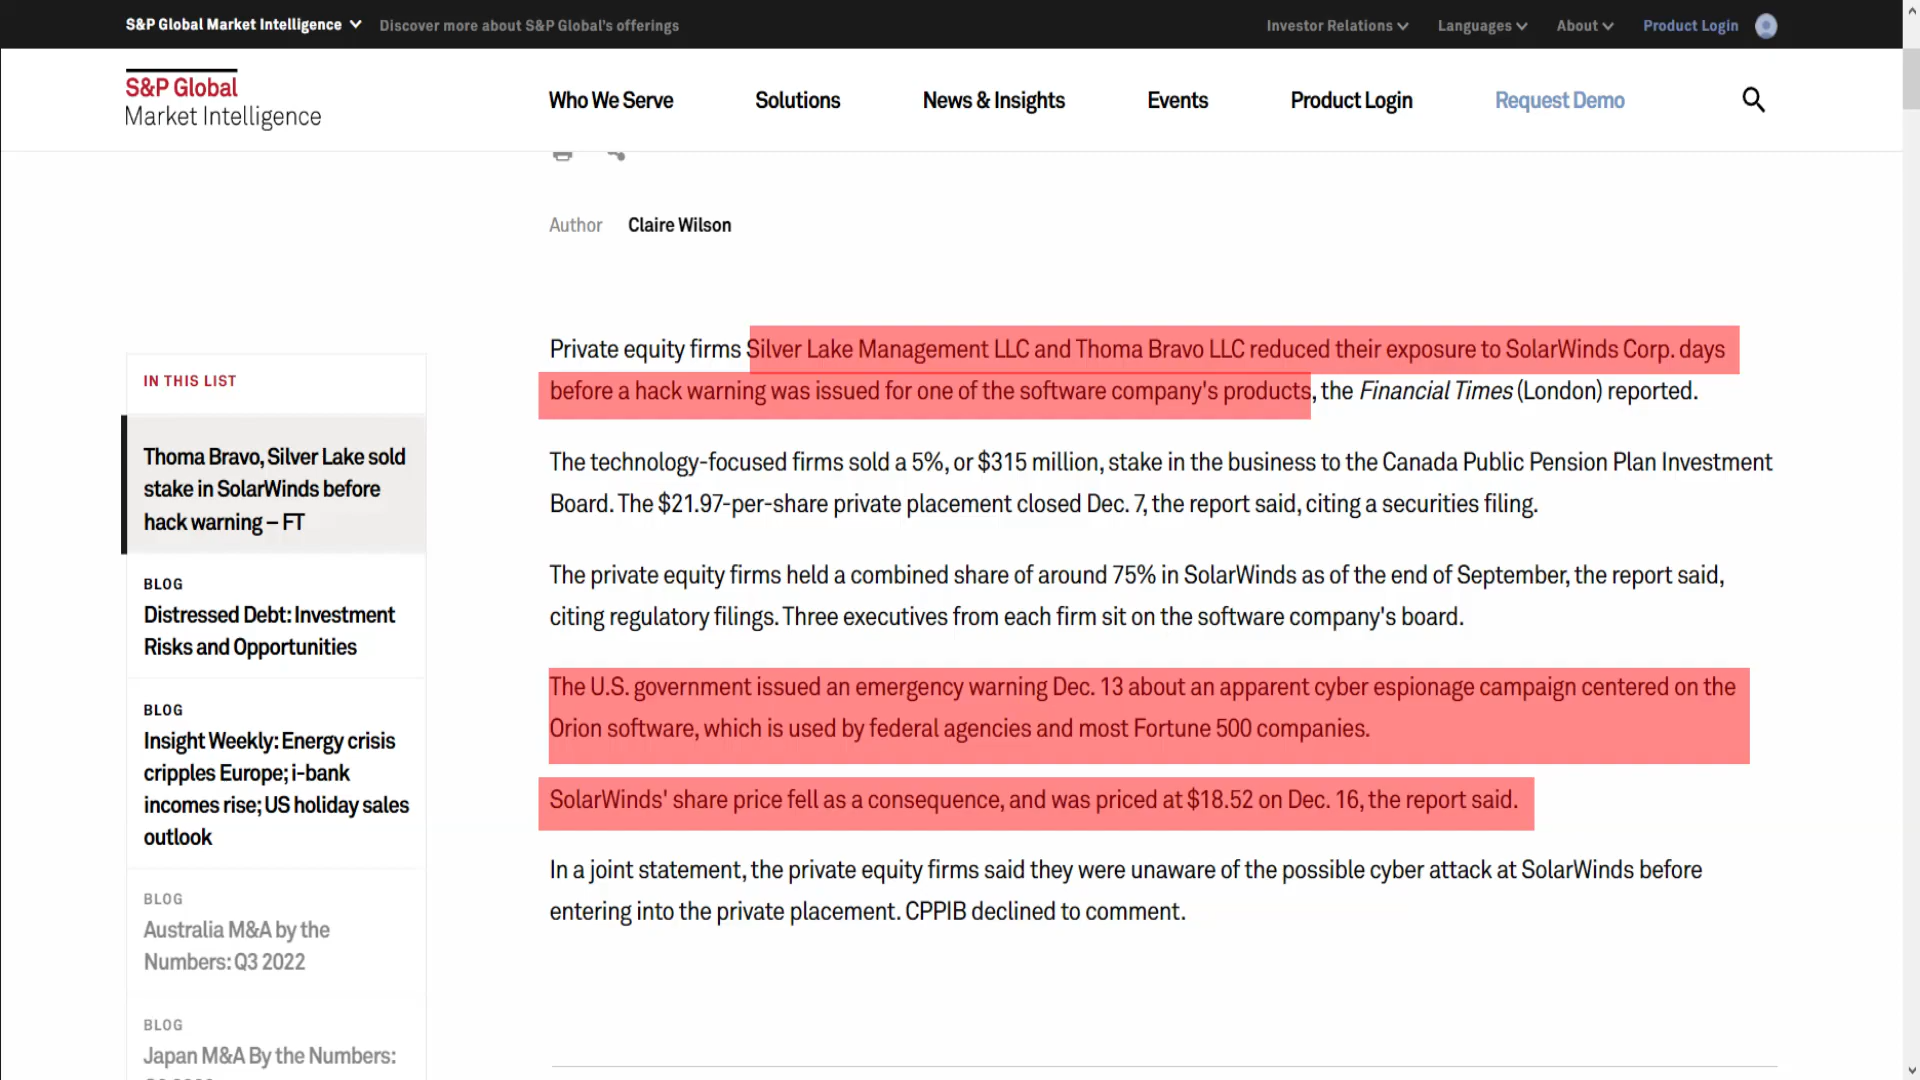 S&P Global Market Intelligence
Discover more about S&P Global's offerings
Investor Relations
Languages
About
Product Login
S&P Global
Market Intelligence
Who We Serve
Solutions
News & Insights
Events
Product Login
Request Demo
Author Claire Wilson
IN THIS LIST
Thoma Bravo, Silver Lake sold
stake in SolarWinds before
hack warning – FT
BLOG
Distressed Debt: Investment
Risks and Opportunities
BLOG
Insight Weekly: Energy crisis
cripples Europe; i-bank
incomes rise; US holiday sales
outlook
BLOG
Australia M&A by the
Numbers: Q3 2022
BLOG
Japan M&A By the Numbers:
Private equity firms Silver Lake Management LLC and Thoma Bravo LLC reduced their exposure to SolarWinds Corp. days
before a hack warning was issued for one of the software company's products, the Financial Times (London) reported.
The technology-focused firms sold a 5%, or $315 million, stake in the business to the Canada Public Pension Plan Investment
Board. The $21.97-per-share private placement closed Dec. 7, the report said, citing a securities filing.
The private equity firms held a combined share of around 75% in SolarWinds as of the end of September, the report said,
citing regulatory filings. Three executives from each firm sit on the software company's board.
The U.S. government issued an emergency warning Dec. 13 about an apparent cyber espionage campaign centered on the
Orion software, which is used by federal agencies and most Fortune 500 companies.
SolarWinds' share price fell as a consequence, and was priced at $18.52 on Dec. 16, the report said.
In a joint statement, the private equity firms said they were unaware of the possible cyber attack at SolarWinds before
entering into the private placement. CPPIB declined to comment.